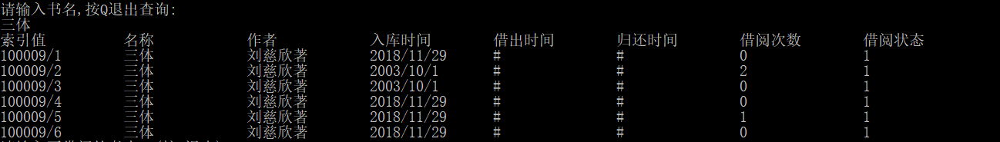 请输入书名,按Q退出查询:
三体
索引值 名称 作者 入库时间 借出时间 归还时间 借阅次数 借阅状态
100009/1 三体 刘慈欣著 2018/11/29 # # 0 1
100009/2 三体 刘慈欣著 2003/10/1 # # 2 1
100009/3 三体 刘慈欣著 2003/10/1 # # 0 1
100009/4 三体 刘慈欣著 2018/11/29 # # 0 1
100009/5 三体 刘慈欣著 2018/11/29 # # 1 1
100009/6 三体 刘慈欣著 2018/11/29 # # 0 1